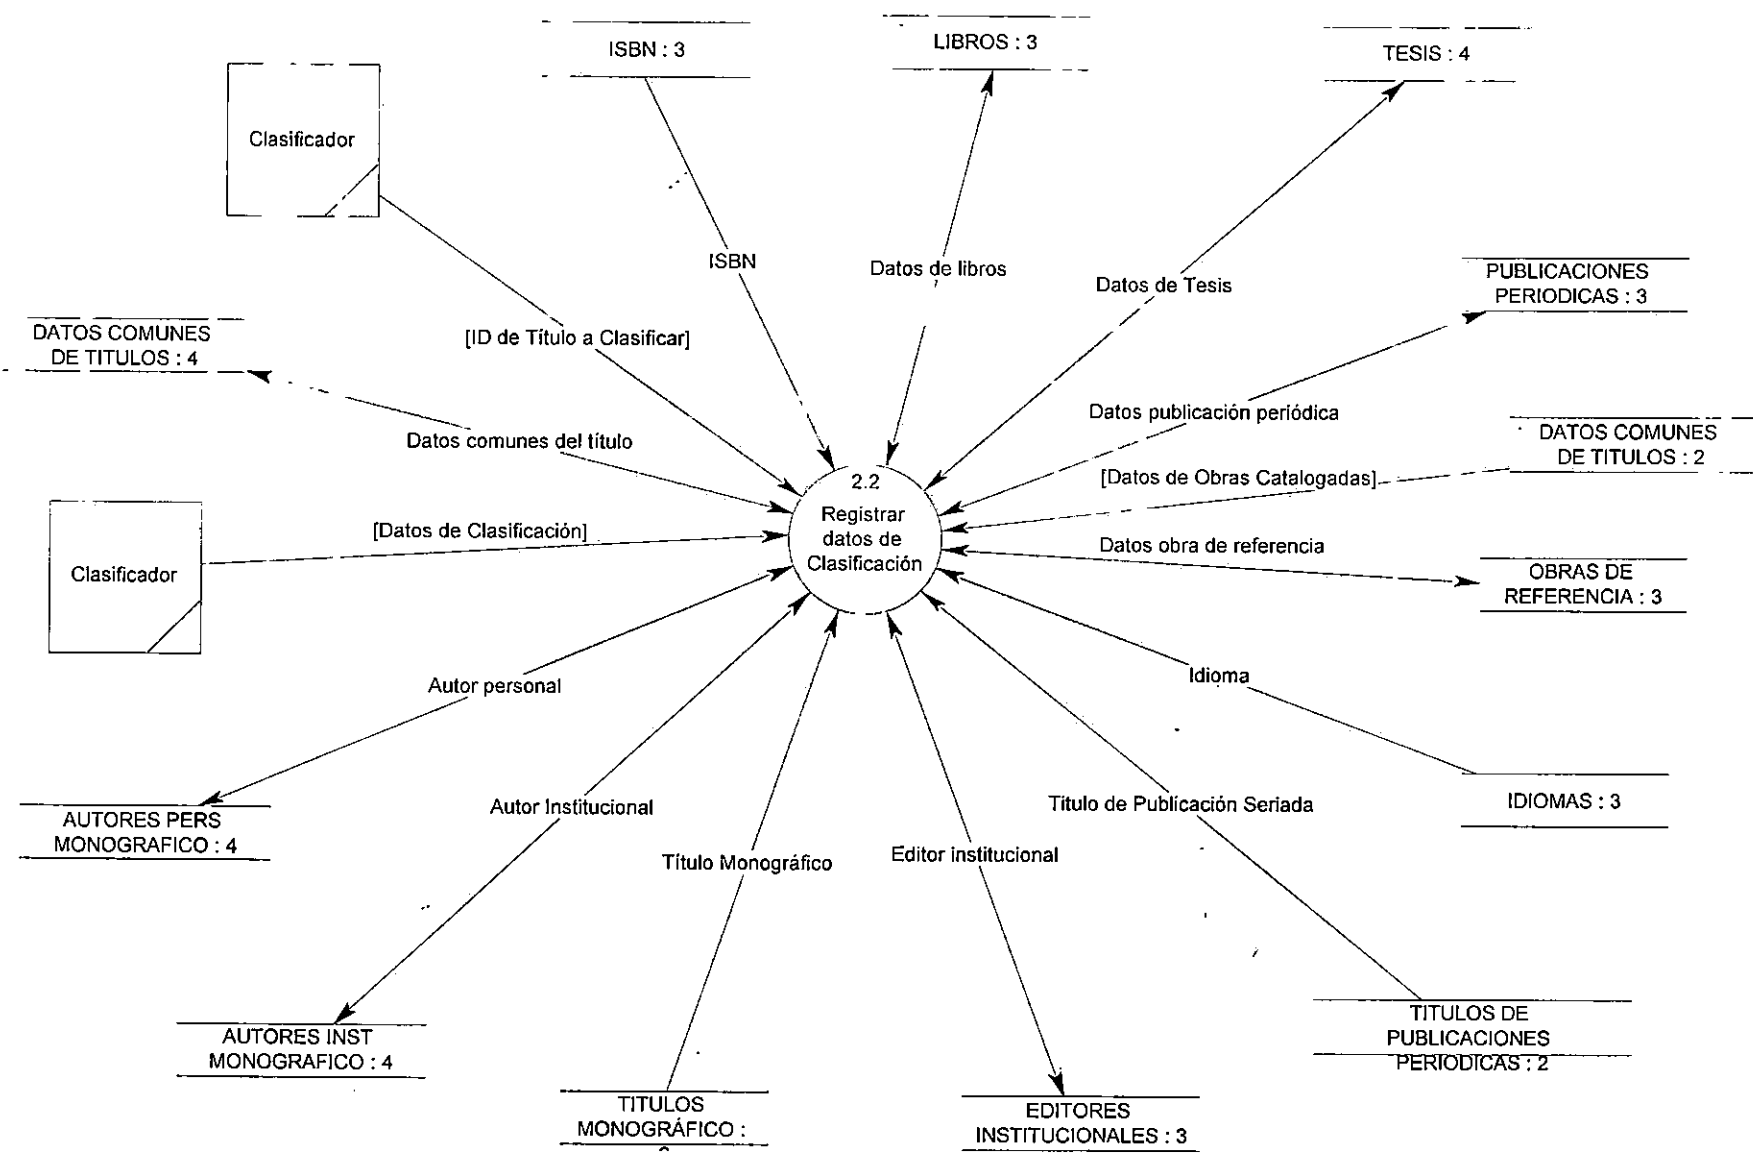 ISBN : 3
LIBROS : 3
TESIS : 4
Clasificador
ISBN
Datos de libros
Datos de Tesis
PUBLICACIONES
PERIODICAS : 3
[ID de Título a Clasificar]
DATOS COMUNES
DE TITULOS : 4
Datos comunes del título
Datos publicación periódica
DATOS COMUNES
DE TITULOS : 2
[Datos de Obras Catalogadas]
2.2
Registrar
datos de
Clasificación
[Datos de Clasificación]
Clasificador
Datos obra de referencia
OBRAS DE
REFERENCIA : 3
Autor personal
Idioma
AUTORES PERS
MONOGRAFICO : 4
Autor Institucional
Titulo de Publicación Seriada
IDIOMAS : 3
Título Monográfico
Editor institucional
AUTORES INST
MONOGRAFICO : 4
TITULOS DE
PUBLICACIONES
PERIODICAS : 2
TITULOS
MONOGRÁFICO :
EDITORES
INSTITUCIONALES : 3